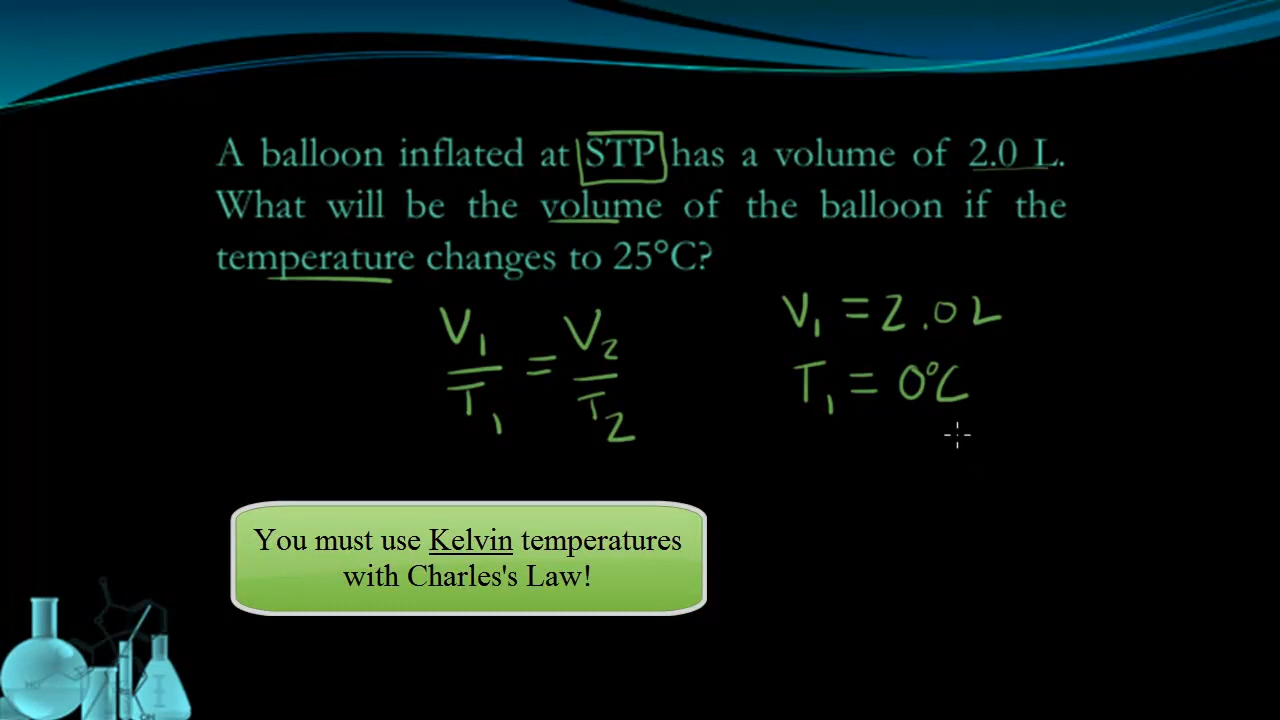 A balloon inflated at STP has a volume of 2.0 L.
What will be the volume of the balloon if the
temperature changes to 25°C?
V₁/T₁ = V₂/T₂
V₁ = 2.0 L
T₁ = 0°C
You must use Kelvin temperatures
with Charles's Law!